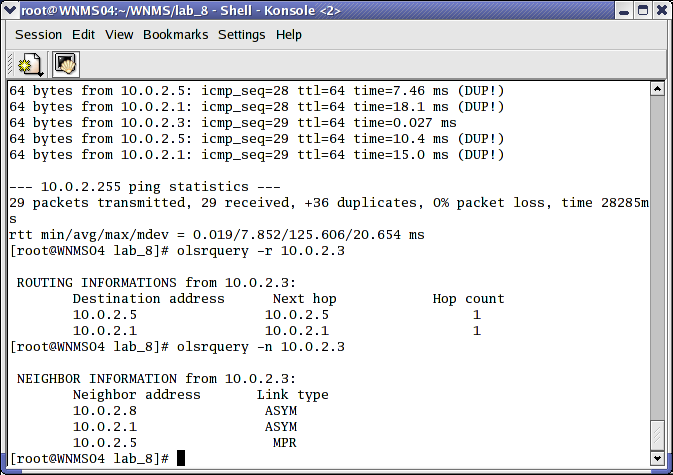 root@WNMS04:~/WNMS/lab_8 - Shell - Konsole <2>
Session Edit View Bookmarks Settings Help
64 bytes from 10.0.2.5: icmp_seq=28 ttl=64 time=7.46 ms (DUP!)
64 bytes from 10.0.2.1: icmp_seq=28 ttl=64 time=18.1 ms (DUP!)
64 bytes from 10.0.2.3: icmp_seq=29 ttl=64 time=0.027 ms
64 bytes from 10.0.2.5: icmp_seq=29 ttl=64 time=10.4 ms (DUP!)
64 bytes from 10.0.2.1: icmp_seq=29 ttl=64 time=15.0 ms (DUP!)
--- 10.0.2.255 ping statistics ---
29 packets transmitted, 29 received, +36 duplicates, 0% packet loss, time 28285m
s
rtt min/avg/max/mdev = 0.019/7.852/125.606/20.654 ms
[root@WNMS04 lab_8]# olsrquery -r 10.0.2.3
ROUTING INFORMATIONS from 10.0.2.3:
Destination address Next hop Hop count
10.0.2.5 10.0.2.5 1
10.0.2.1 10.0.2.1 1
[root@WNMS04 lab_8]# olsrquery -n 10.0.2.3
NEIGHBOR INFORMATION from 10.0.2.3:
Neighbor address Link type
10.0.2.8 ASYM
10.0.2.1 ASYM
10.0.2.5 MPR
[root@WNMS04 lab_8]#